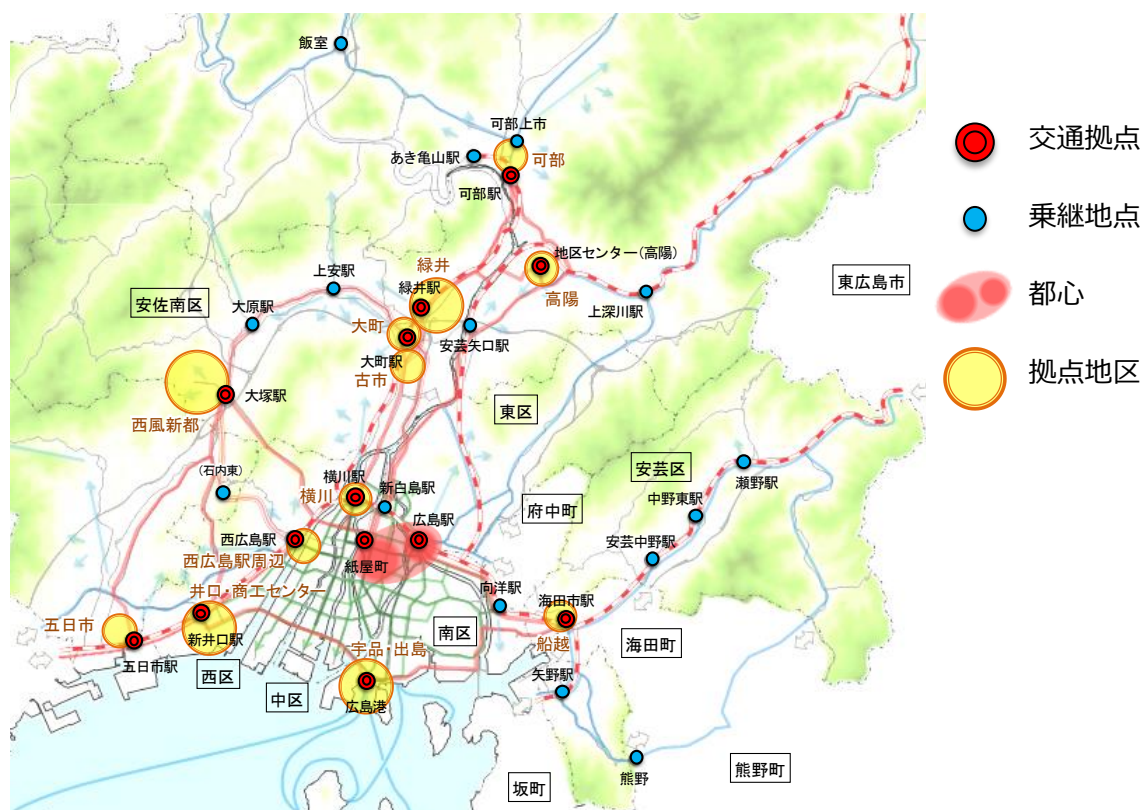 飯室
可部上市
あき亀山駅
可部
可部駅
交通拠点
乗継地点
都心
拠点地区
地区センター(高陽)
高陽
上深川駅
東広島市
緑井
緑井駅
上安駅
安佐南区
大原駅
大町
安芸矢口駅
大町駅
古市
大塚駅
西風新都
東区
(石内東)
横川駅
横川
新白島駅
広島駅
府中町
安芸区
瀬野駅
中野東駅
安芸中野駅
西広島駅
西広島駅周辺
紙屋町
井口・商工センター
向洋駅
海田市駅
五日市
新井口駅
五日市駅
南区
船越
海田町
宇品・出島
西区
中区
広島港
矢野駅
熊野
坂町
熊野町